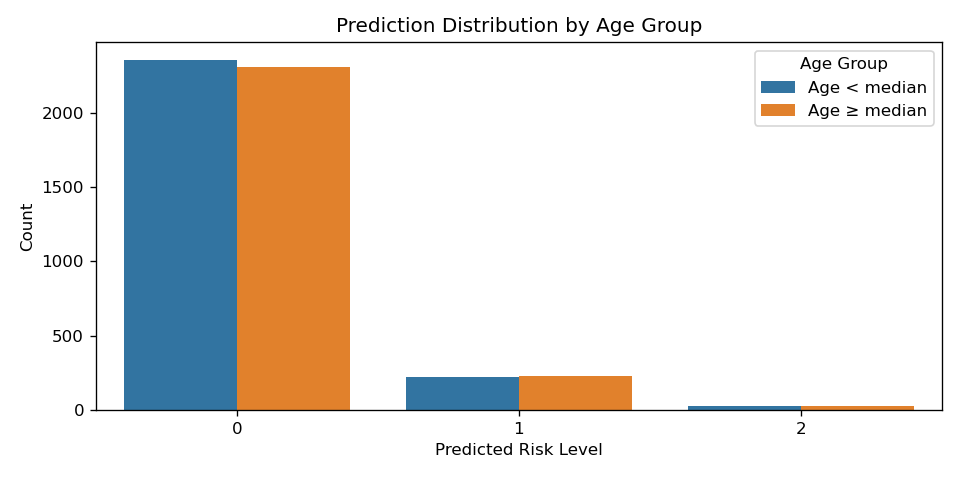 Prediction Distribution by Age Group
Age Group
Age < median
Age ≥ median
2000
1500
1000
500
0
Count
0 1 2
Predicted Risk Level